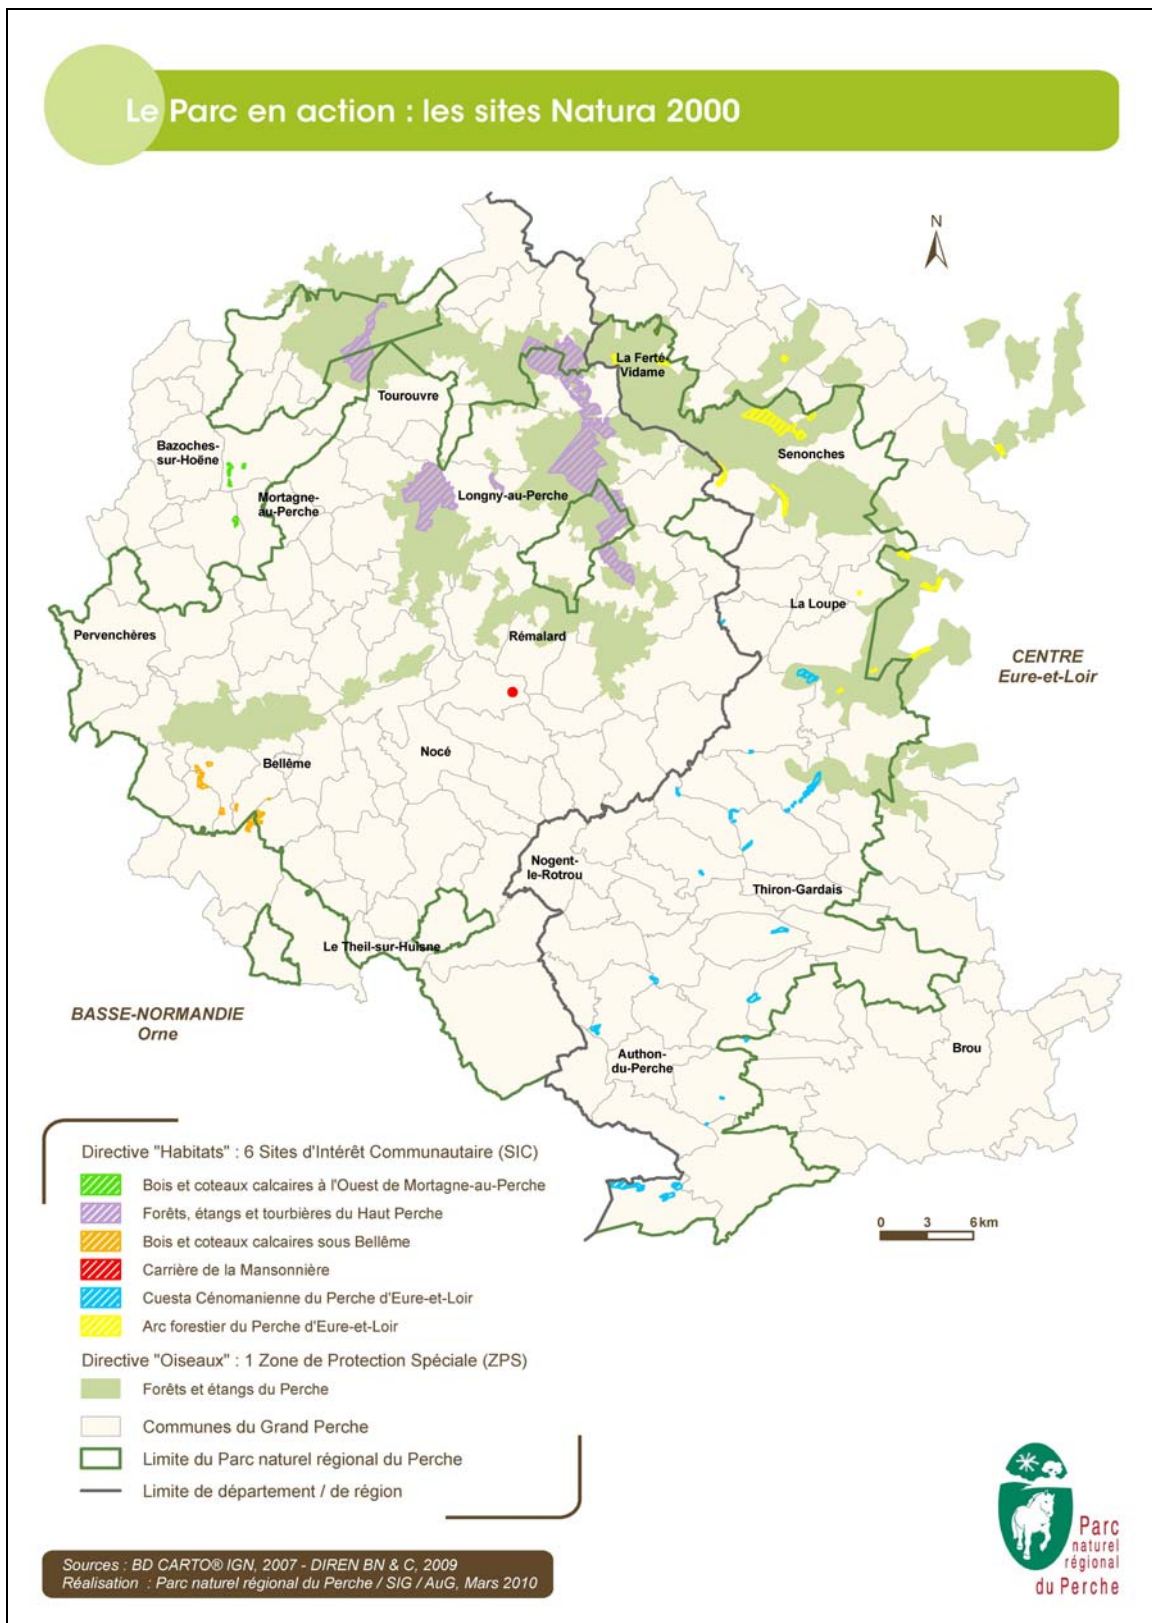 Le Parc en action : les sites Natura 2000
N
La Ferté-
Vidame
Tourouvre
Bazoches-
sur-Hoëne
Senonches
Mortagne-
au-Perche
Longny-au-Perche
La Loupe
Pervenchères
Rémalard
CENTRE
Eure-et-Loir
Nocé
Bellême
Nogent-
le-Rotrou
Thiron-Gardais
Le Theil-sur-Huisne
BASSE-NORMANDIE
Orne
Brou
Authon-
du-Perche
0 3 6 km
Directive "Habitats" : 6 Sites d'Intérêt Communautaire (SIC)
Bois et coteaux calcaires à l'Ouest de Mortagne-au-Perche
Forêts, étangs et tourbières du Haut Perche
Bois et coteaux calcaires sous Bellême
Carrière de la Mansonnière
Cuesta Cénomanienne du Perche d'Eure-et-Loir
Arc forestier du Perche d'Eure-et-Loir
Directive "Oiseaux" : 1 Zone de Protection Spéciale (ZPS)
Forêts et étangs du Perche
Communes du Grand Perche
Limite du Parc naturel régional du Perche
Limite de département / de région
Sources : BD CARTO® IGN, 2007 - DIREN BN & C, 2009
Réalisation : Parc naturel régional du Perche / SIG / AuG, Mars 2010
Parc
naturel
régional
du Perche